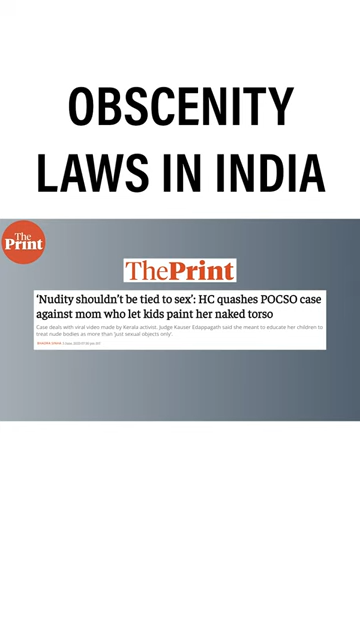 OBSCENITY
LAWS IN INDIA
The
Print
ThePrint
‘Nudity shouldn’t be tied to sex’: HC quashes POCSO case
against mom who let kids paint her naked torso
Case deals with viral video made by Kerala activist. Judge Kauser Edappagath said she meant to educate her children to
treat nude bodies as more than ‘just sexual objects only’.